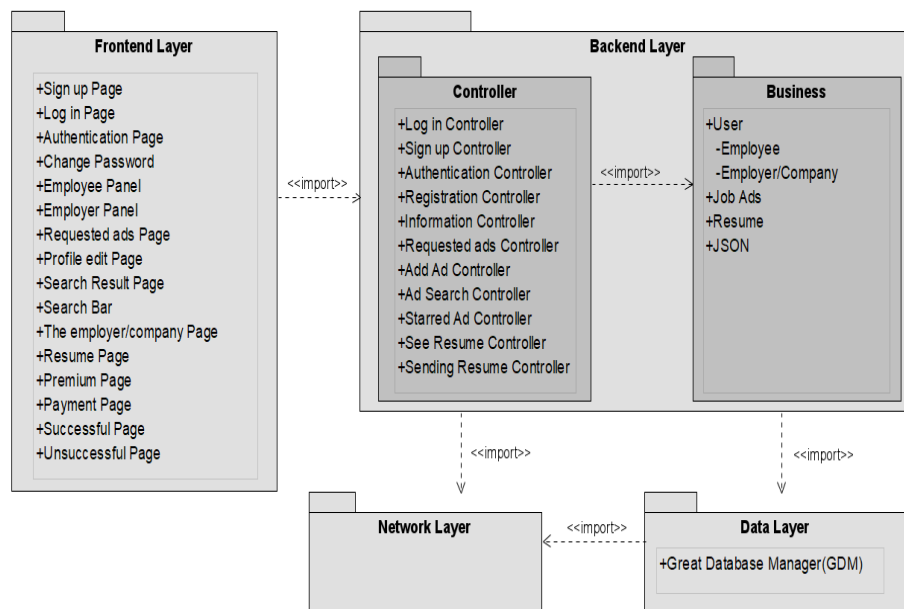 Frontend Layer
+Sign up Page
+Log in Page
+Authentication Page
+Change Password
+Employee Panel
+Employer Panel
+Requested ads Page
+Profile edit Page
+Search Result Page
+Search Bar
+The employer/company Page
+Resume Page
+Premium Page
+Payment Page
+Successful Page
+Unsuccessful Page
<<import>>
Backend Layer
Controller
+Log in Controller
+Sign up Controller
+Authentication Controller
+Registration Controller
+Information Controller
+Requested ads Controller
+Add Ad Controller
+Ad Search Controller
+Starred Ad Controller
+See Resume Controller
+Sending Resume Controller
<<import>>
Business
+User
-Employee
-Employer/Company
+Job Ads
+Resume
+JSON
<<import>>
<<import>>
Network Layer
<<import>>
Data Layer
+Great Database Manager(GDM)